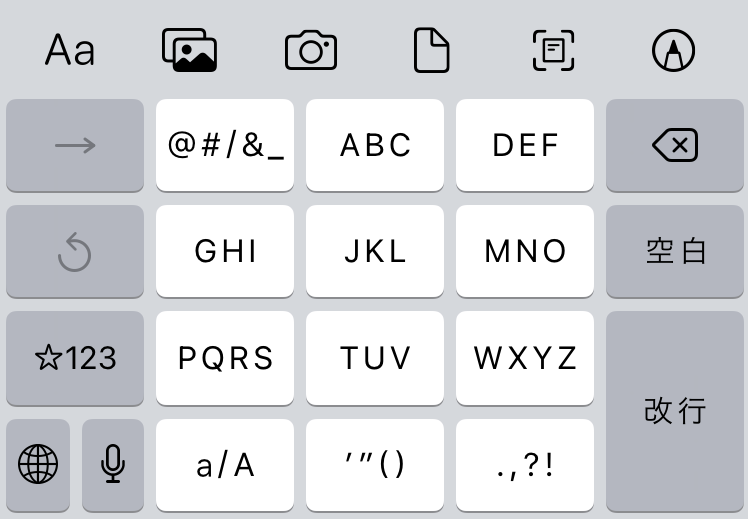 Aa
@#/&_ ABC DEF
GHI JKL MNO 空白
☆123 PQRS TUV WXYZ
改行
a/A ’”() .,?!